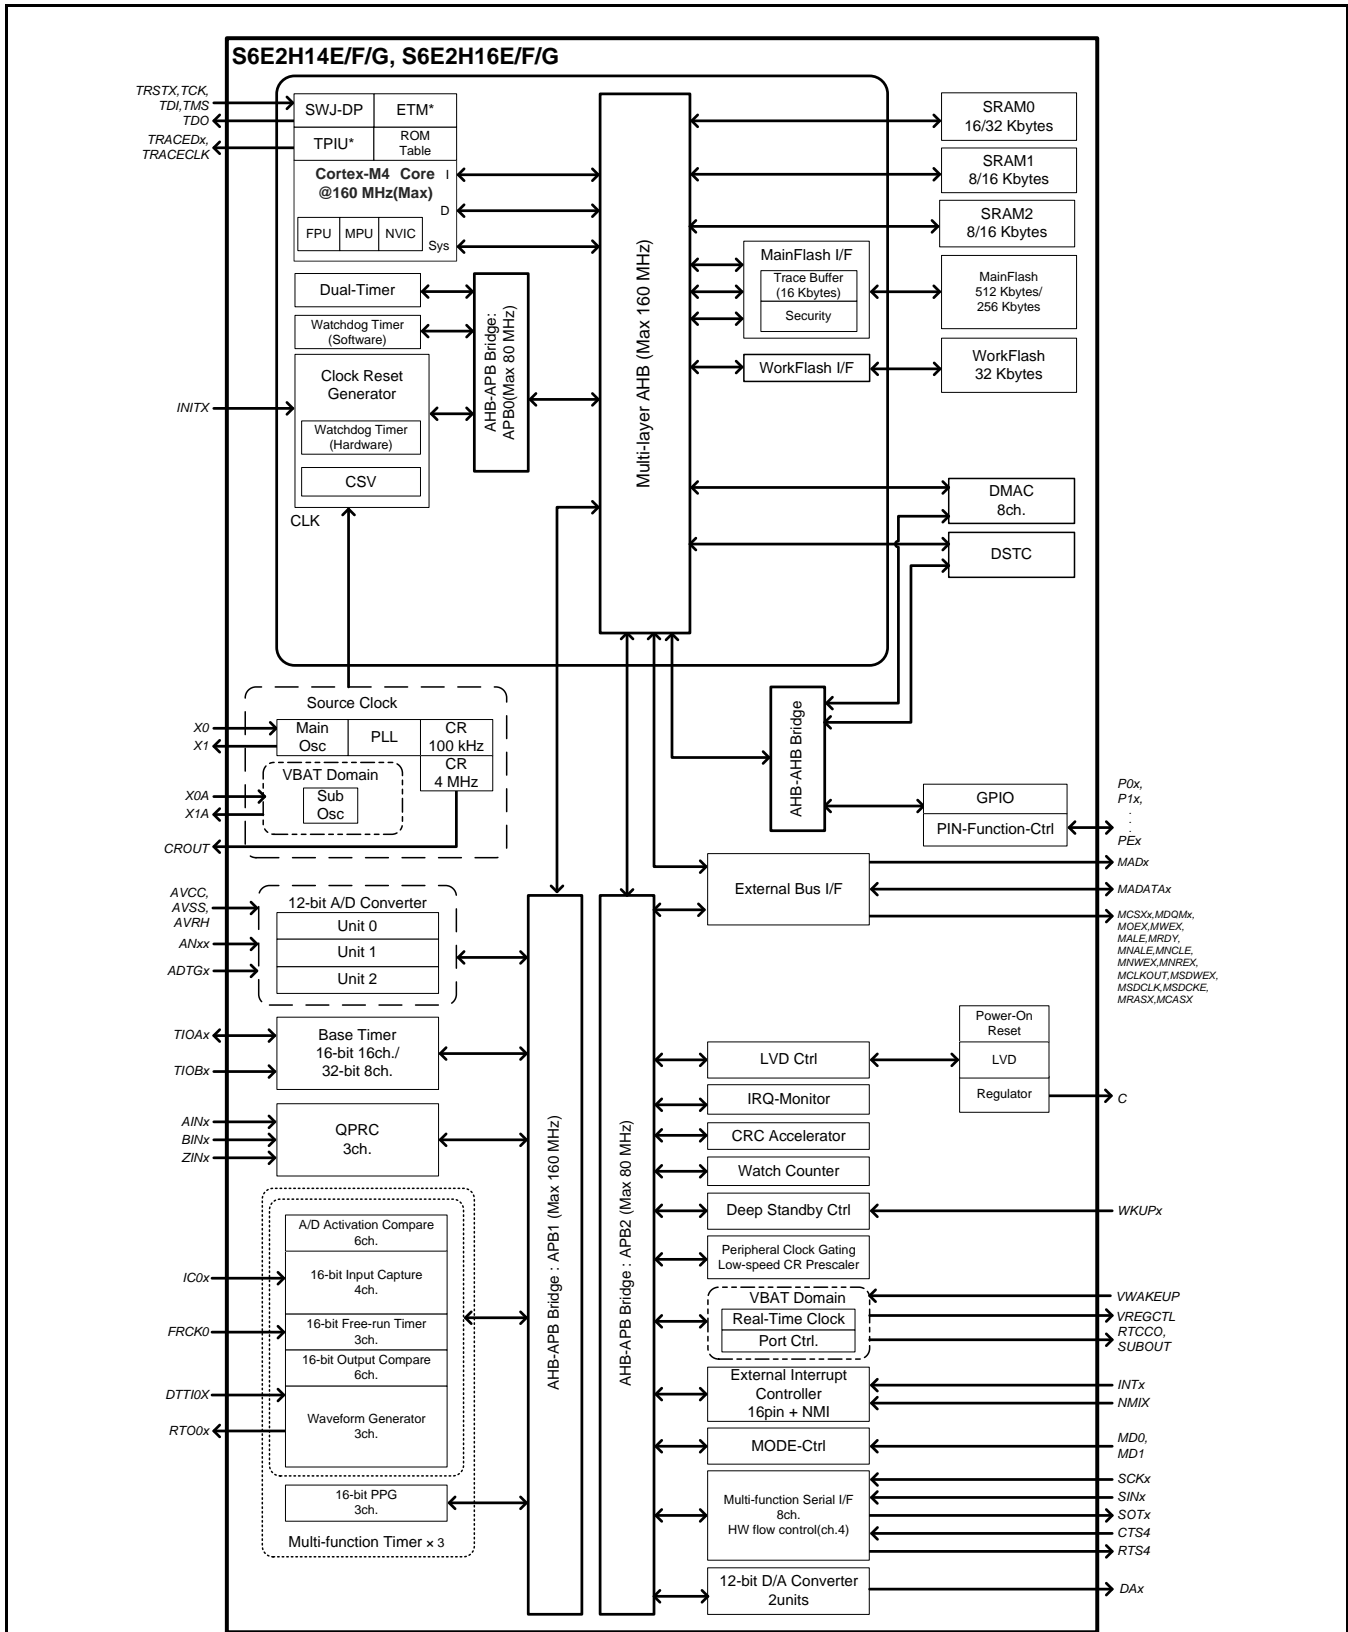 S6E2H14E/F/G, S6E2H16E/F/G
TRSTX,TCK,
TDI,TMS
TDO
TRACEDx,
TRACECLK
SWJ-DP
ETM*
TPIU*
ROM
Table
Cortex-M4 Core
@160 MHz(Max)
I
D
Sys
FPU
MPU
NVIC
Dual-Timer
Watchdog Timer
(Software)
Clock Reset
Generator
Watchdog Timer
(Hardware)
CSV
CLK
INITX
AHB-APB Bridge:
APB0(Max 80 MHz)
Multi-layer AHB (Max 160 MHz)
SRAM0
16/32 Kbytes
SRAM1
8/16 Kbytes
SRAM2
8/16 Kbytes
MainFlash I/F
Trace Buffer
(16 Kbytes)
Security
MainFlash
512 Kbytes/
256 Kbytes
WorkFlash I/F
WorkFlash
32 Kbytes
DMAC
8ch.
DSTC
Source Clock
X0
X1
Main
Osc
PLL
CR
100 kHz
CR
4 MHz
VBAT Domain
Sub
Osc
X0A
X1A
CROUT
AHB-AHB Bridge
GPIO
PIN-Function-Ctrl
P0x,
P1x,
.
.
PEx
External Bus I/F
MADx
MADATAx
MCSXx,MDQMx,
MOEX,MWEX,
MALE,MRDY,
MNALE,MNCLE,
MNWEX,MNREX,
MCLKOUT,MSDWEX,
MSDCLK,MSDCKE,
MRASX,MCASX
AVCC,
AVSS,
AVRH
ANxx
ADTGx
12-bit A/D Converter
Unit 0
Unit 1
Unit 2
TIOAx
TIOBx
Base Timer
16-bit 16ch./
32-bit 8ch.
AINx
BINx
ZINx
QPRC
3ch.
A/D Activation Compare
6ch.
IC0x
16-bit Input Capture
4ch.
FRCK0
16-bit Free-run Timer
3ch.
16-bit Output Compare
6ch.
DTTI0X
RTO0x
Waveform Generator
3ch.
16-bit PPG
3ch.
Multi-function Timer × 3
AHB-APB Bridge : APB1 (Max 160 MHz)
AHB-APB Bridge : APB2 (Max 80 MHz)
LVD Ctrl
Power-On
Reset
LVD
Regulator
C
IRQ-Monitor
CRC Accelerator
Watch Counter
Deep Standby Ctrl
WKUPx
Peripheral Clock Gating
Low-speed CR Prescaler
VBAT Domain
Real-Time Clock
Port Ctrl.
VWAKEUP
VREGCTL
RTCCO,
SUBOUT
External Interrupt
Controller
16pin + NMI
INTx
NMIX
MODE-Ctrl
MD0,
MD1
Multi-function Serial I/F
8ch.
HW flow control(ch.4)
SCKx
SINx
SOTx
CTS4
RTS4
12-bit D/A Converter
2units
DAx